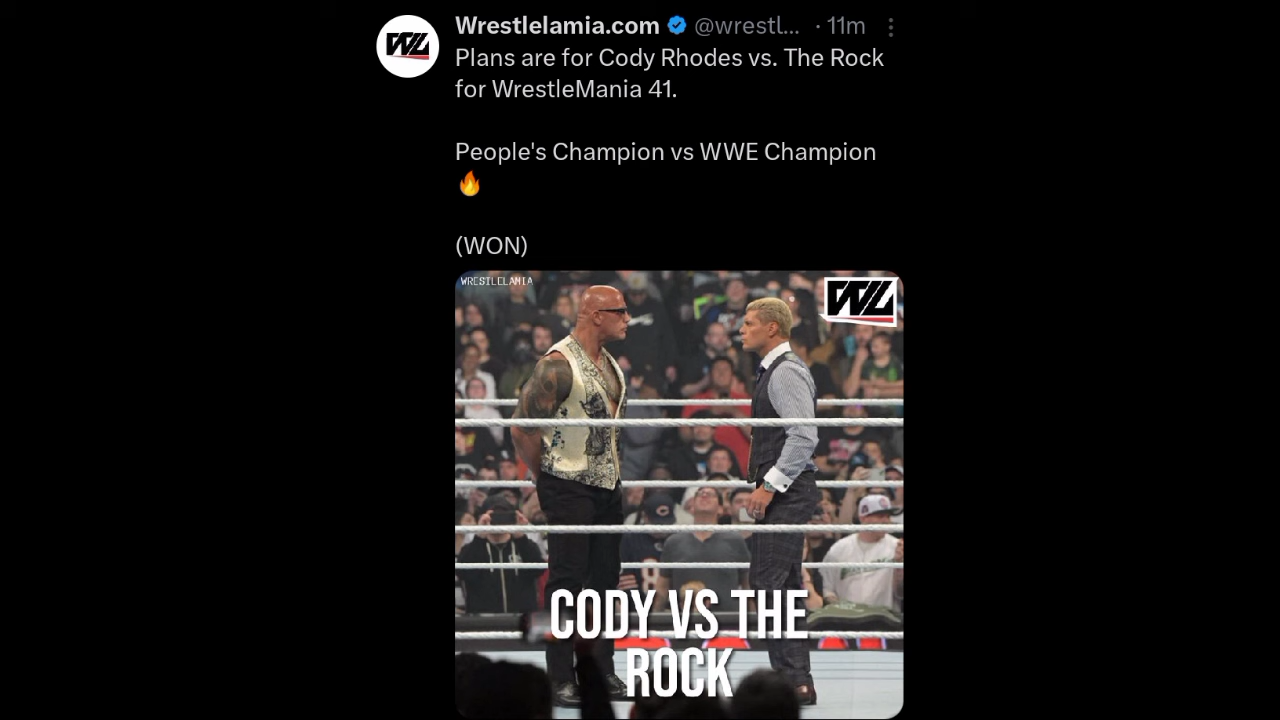 Wrestlelamia.com @wrestl... · 11m
Plans are for Cody Rhodes vs. The Rock
for WrestleMania 41.
People's Champion vs WWE Champion
🔥
(WON)
WRESTLELAMIA
WL
CODY VS THE
ROCK